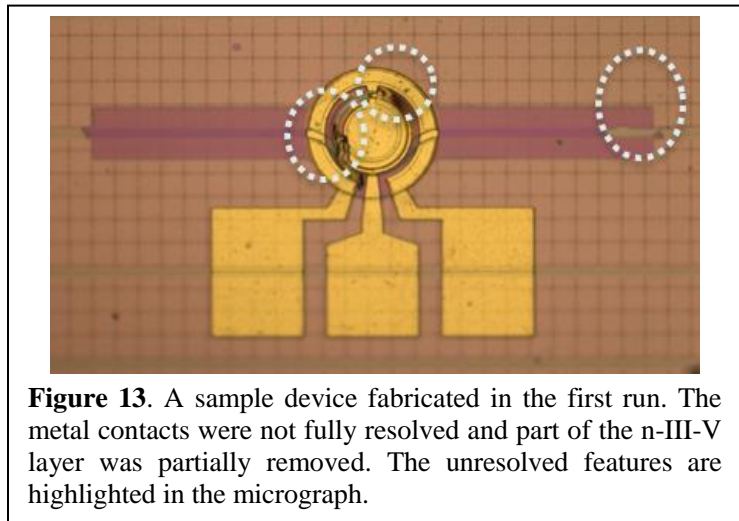 Figure 13. A sample device fabricated in the first run. The
metal contacts were not fully resolved and part of the n-III-V
layer was partially removed. The unresolved features are
highlighted in the micrograph.